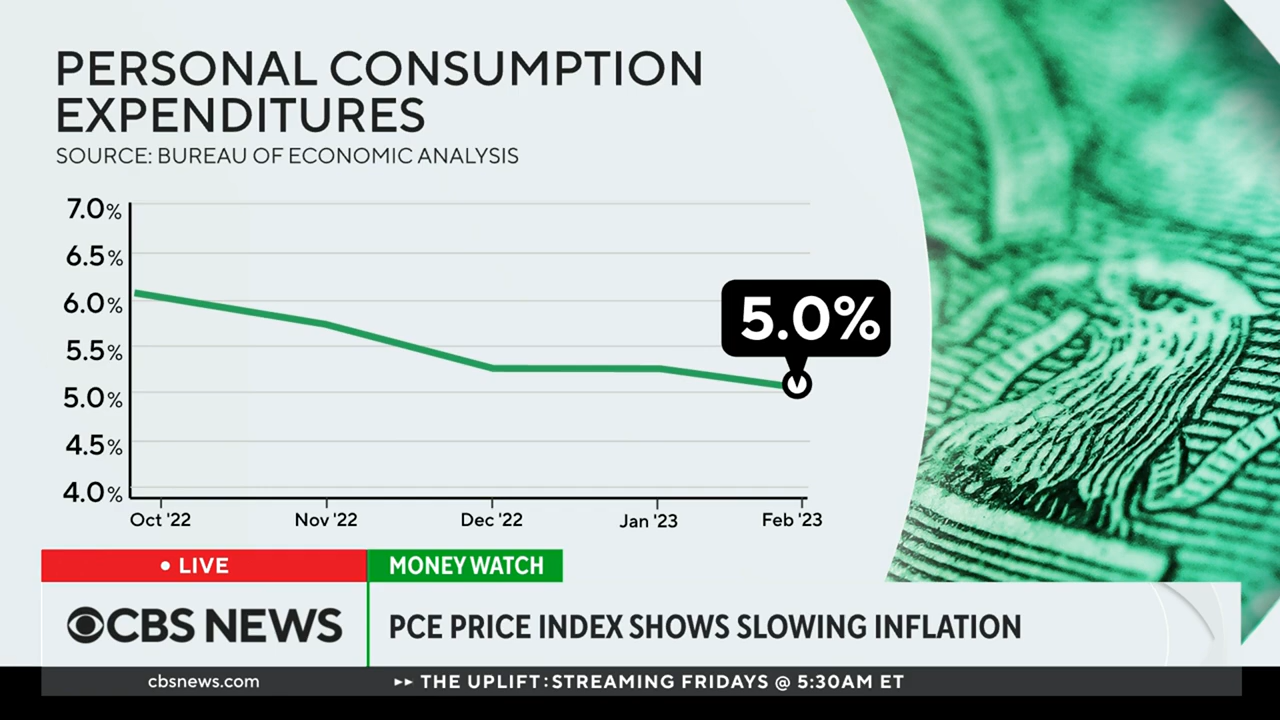 PERSONAL CONSUMPTION
EXPENDITURES
SOURCE: BUREAU OF ECONOMIC ANALYSIS
7.0%
6.5%
6.0%
5.5%
5.0%
4.5%
4.0%
5.0%
Oct '22
Nov '22
Dec '22
Jan '23
Feb '23
• LIVE
MONEY WATCH
CBS NEWS
PCE PRICE INDEX SHOWS SLOWING INFLATION
cbsnews.com
▸▸ THE UPLIFT: STREAMING FRIDAYS @ 5:30AM ET